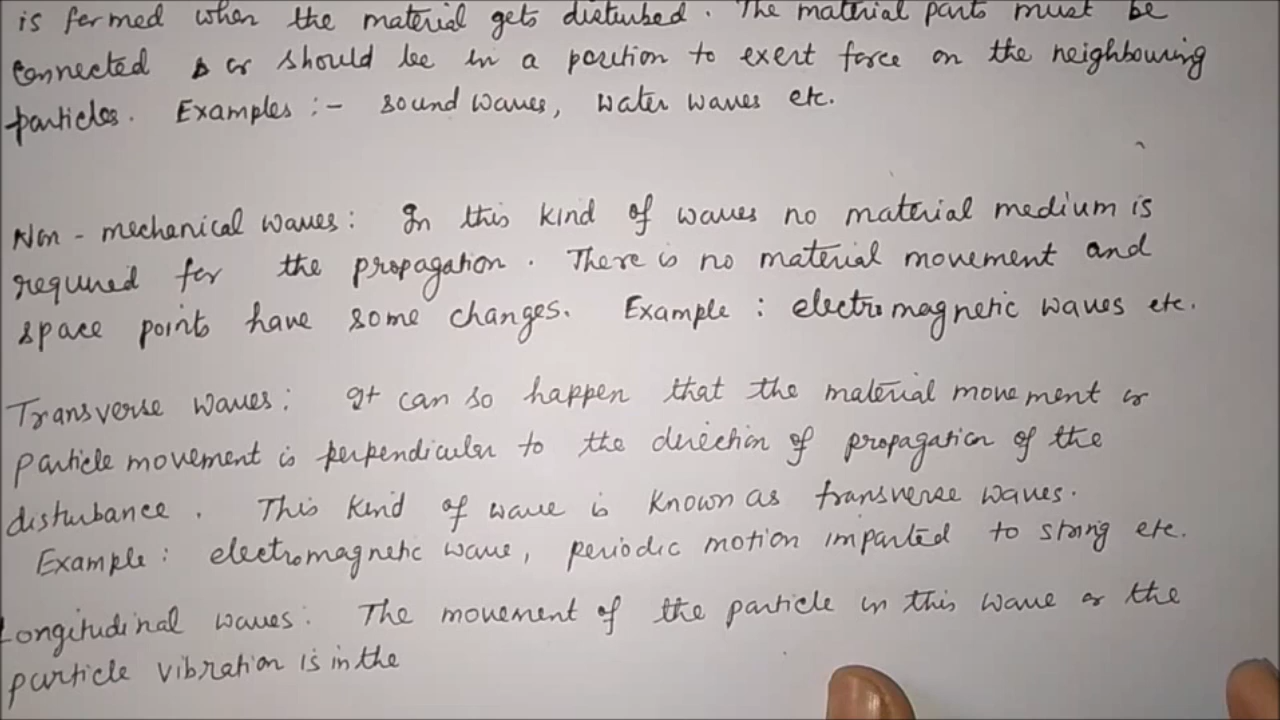 is formed when the material gets disturbed. The material parts must be
connected or should be in a position to exert force on the neighbouring
particles. Examples :- sound waves, water waves etc.
Non - mechanical waves: In this kind of waves no material medium is
required for the propagation. There is no material movement and
space points have some changes. Example : electromagnetic waves etc.
Transverse waves: It can so happen that the material movement or
particle movement is perpendicular to the direction of propagation of the
disturbance. This kind of wave is known as transverse waves.
Example: electromagnetic wave, periodic motion imparted to string etc.
Longitudinal waves: The movement of the particle in this wave or the
particle vibration is in the